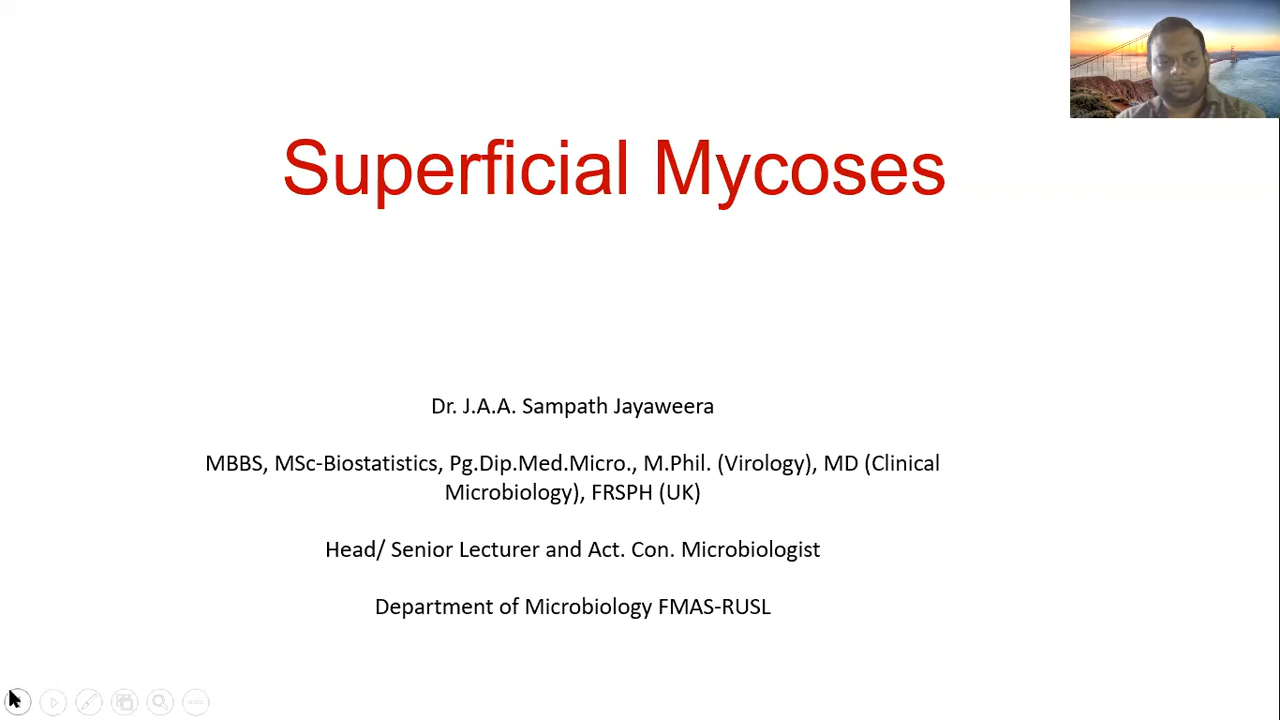 Superficial Mycoses
Dr. J.A.A. Sampath Jayaweera
MBBS, MSc-Biostatistics, Pg.Dip.Med.Micro., M.Phil. (Virology), MD (Clinical
Microbiology), FRSPH (UK)
Head/ Senior Lecturer and Act. Con. Microbiologist
Department of Microbiology FMAS-RUSL